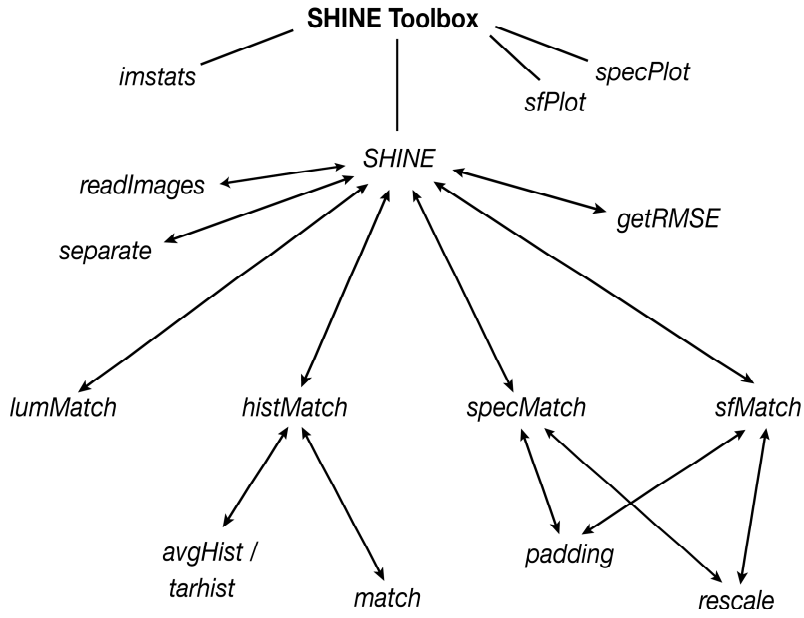 SHINE Toolbox
imstats
specPlot
sfPlot
SHINE
readImages
getRMSE
separate
lumMatch
histMatch
specMatch
sfMatch
avgHist /
tarhist
padding
match
rescale